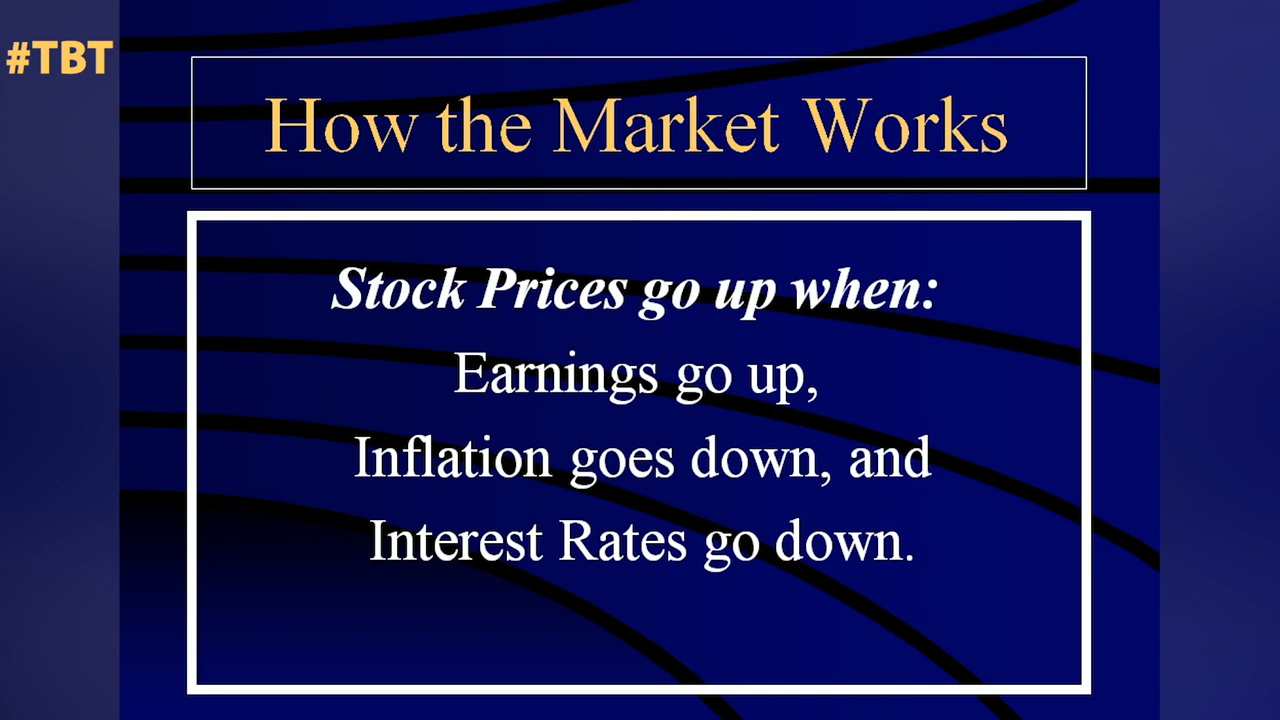 #TBT
How the Market Works
Stock Prices go up when:
Earnings go up,
Inflation goes down, and
Interest Rates go down.